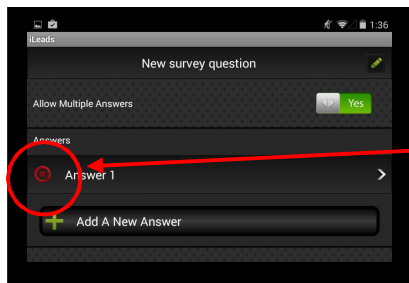 1:36
iLeads
New survey question
Allow Multiple Answers
Yes
Answers
Answer 1
Add A New Answer